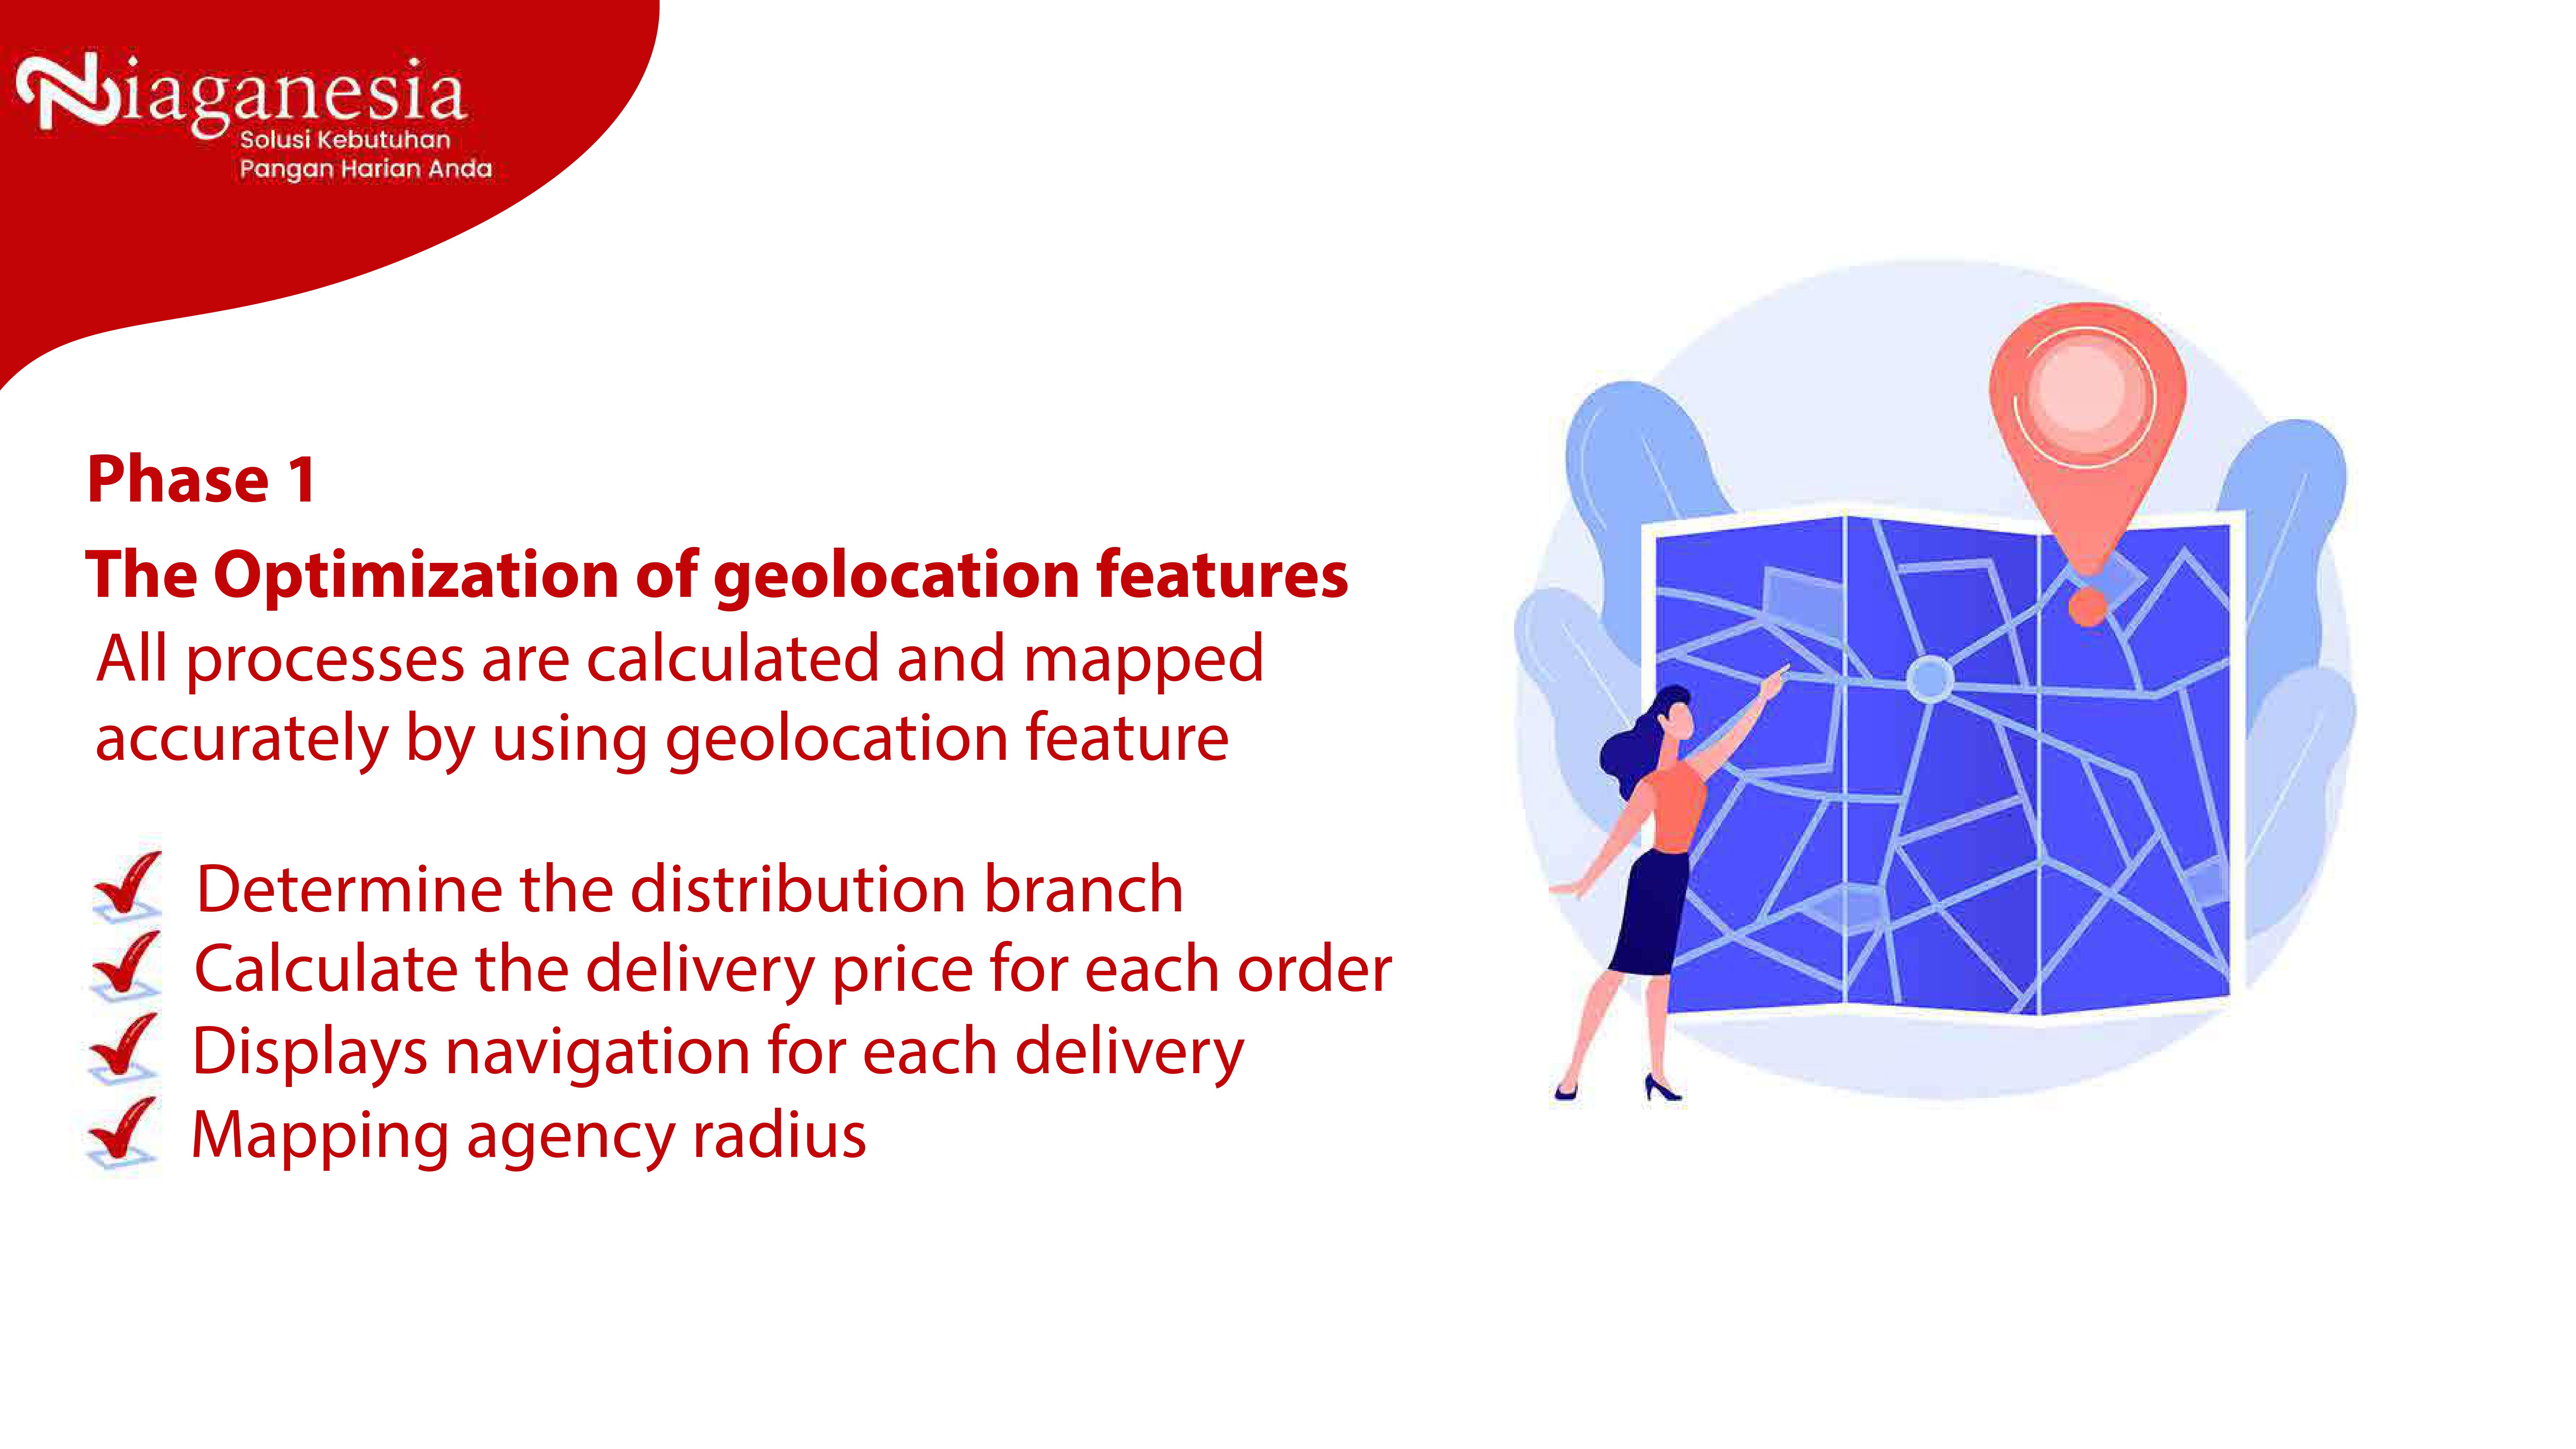 Niaganesia
Solusi Kebutuhan
Pangan Harian Anda
Phase 1
The Optimization of geolocation features
All processes are calculated and mapped
accurately by using geolocation feature
Determine the distribution branch
Calculate the delivery price for each order
Displays navigation for each delivery
Mapping agency radius